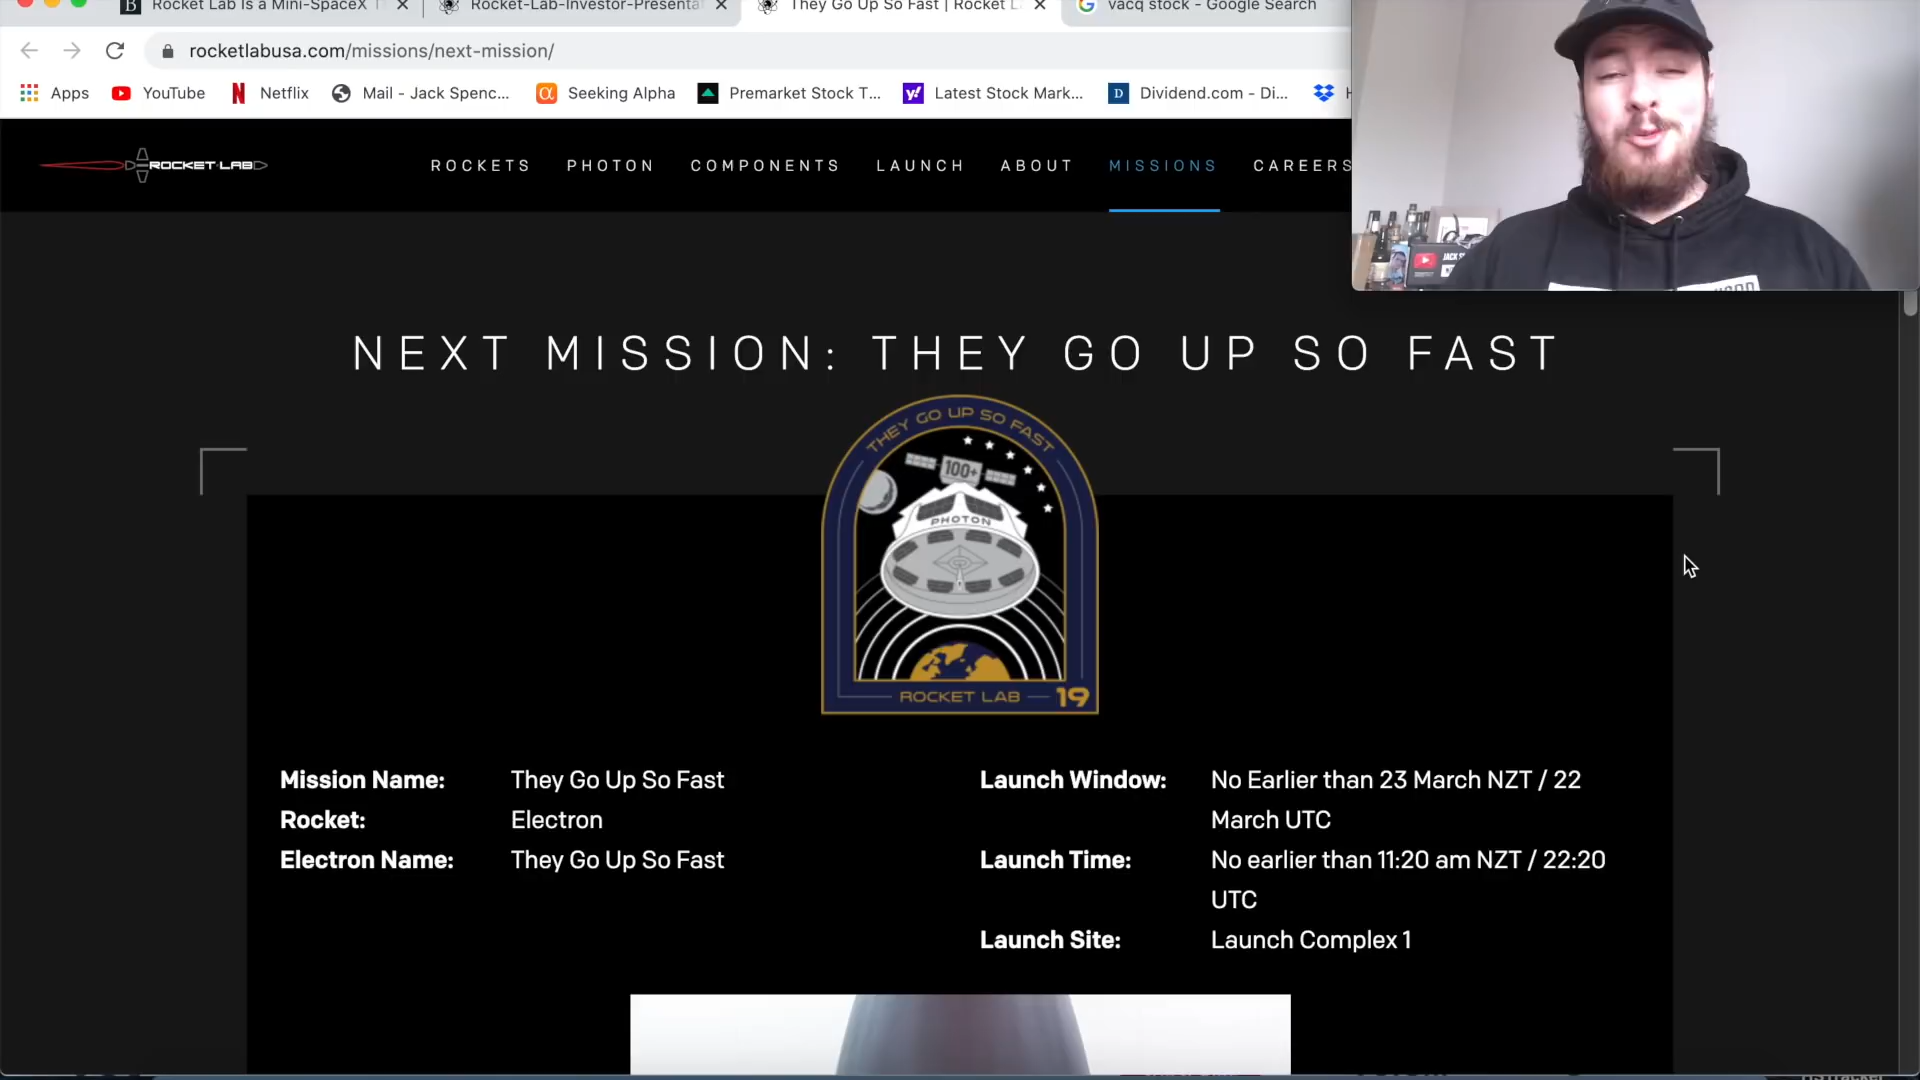 Rocket Lab Is a Mini-SpaceX
Rocket-Lab-Investor-Presentat
They Go Up So Fast | Rocket L
vacq stock - Google Search
rocketlabusa.com/missions/next-mission/
Apps YouTube Netflix Mail - Jack Spenc... Seeking Alpha Premarket Stock T... Latest Stock Mark... Dividend.com - Di... H
ROCKET LAB
ROCKETS PHOTON COMPONENTS LAUNCH ABOUT MISSIONS CAREERS
JACK
NEXT MISSION: THEY GO UP SO FAST
THEY GO UP SO FAST
100+
PHOTON
ROCKET LAB 19
Mission Name: They Go Up So Fast
Rocket: Electron
Electron Name: They Go Up So Fast
Launch Window: No Earlier than 23 March NZT / 22
March UTC
Launch Time: No earlier than 11:20 am NZT / 22:20
UTC
Launch Site: Launch Complex 1